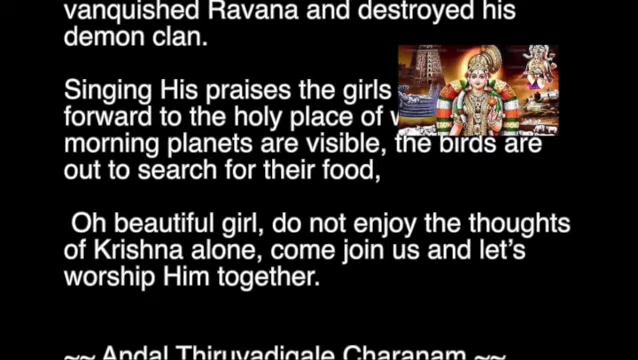 vanquished Ravana and destroyed his
demon clan.
Singing His praises the girls
forward to the holy place of
morning planets are visible, the birds are
out to search for their food,
Oh beautiful girl, do not enjoy the thoughts
of Krishna alone, come join us and let's
worship Him together.
~~ Andal Thiruvadigale Charanam ~~